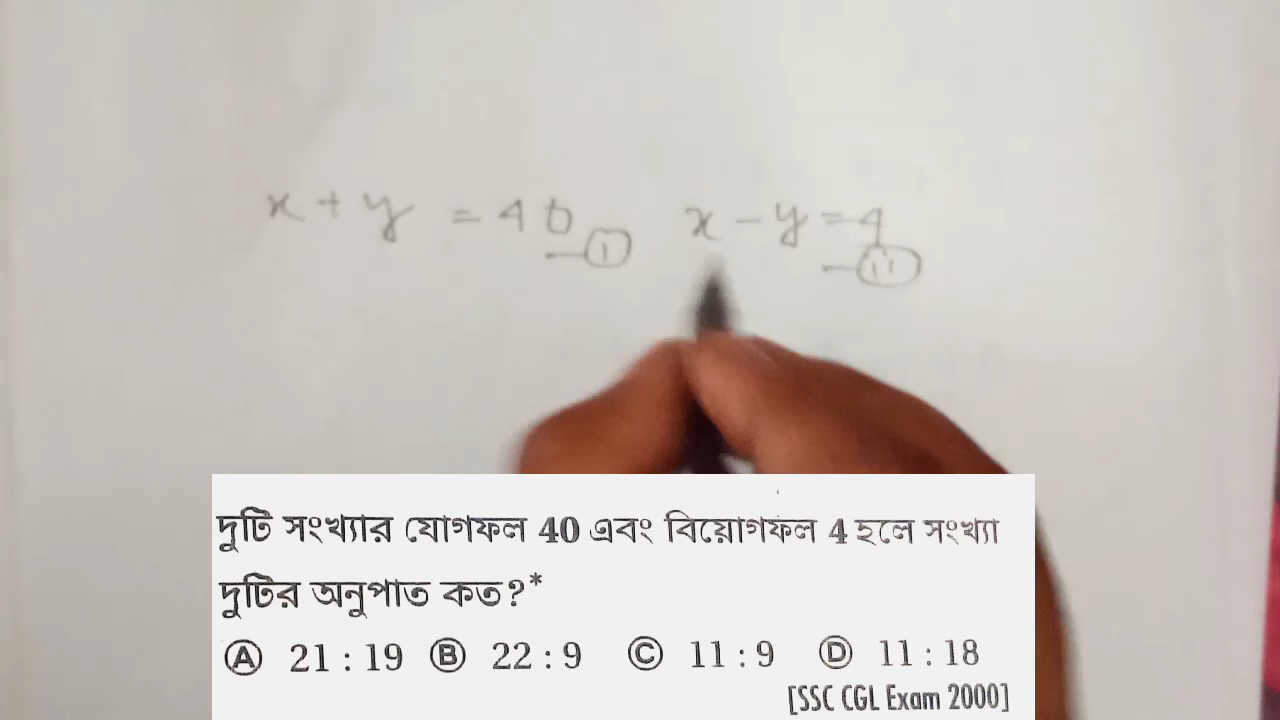 x + y = 40 —(i) x - y = 4 —(ii)
দুটি সংখ্যার যোগফল 40 এবং বিয়োগফল 4 হলে সংখ্যা
দুটির অনুপাত কত?*
Ⓐ 21 : 19 Ⓑ 22 : 9 Ⓒ 11 : 9 Ⓓ 11 : 18
[SSC CGL Exam 2000]